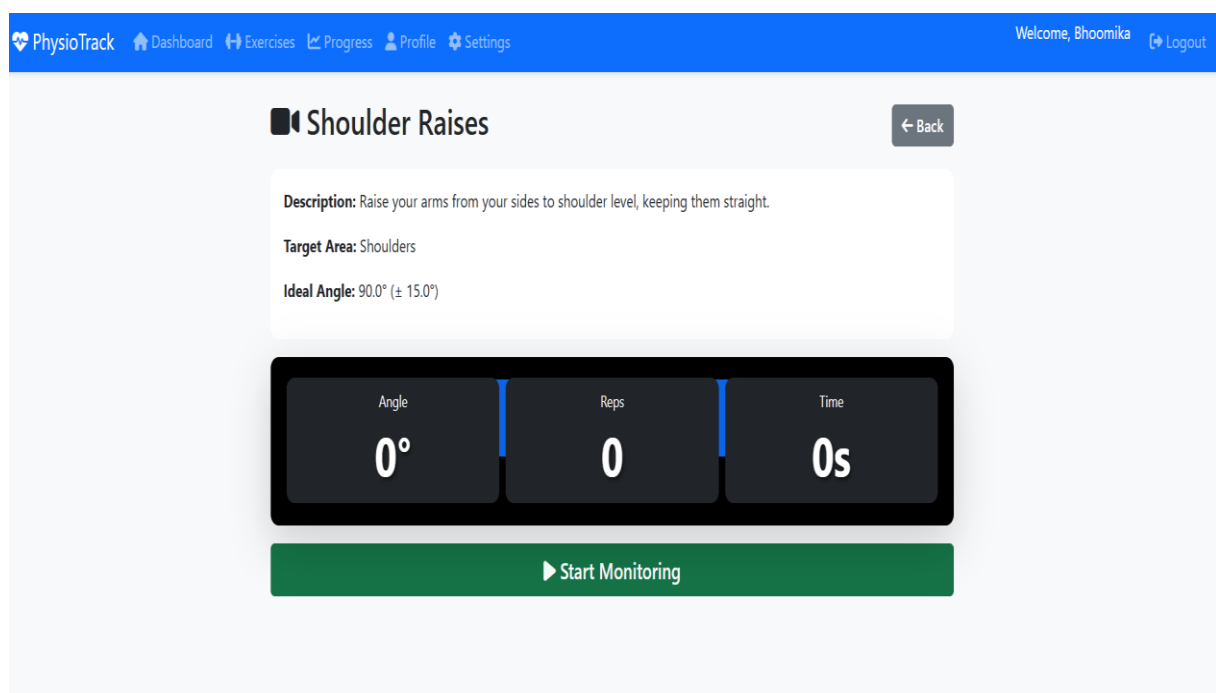 PhysioTrack Dashboard Exercises Progress Profile Settings Welcome, Bhoomika Logout
Shoulder Raises
← Back
Description: Raise your arms from your sides to shoulder level, keeping them straight.
Target Area: Shoulders
Ideal Angle: 90.0° (± 15.0°)
Angle Reps Time
0° 0 0s
Start Monitoring